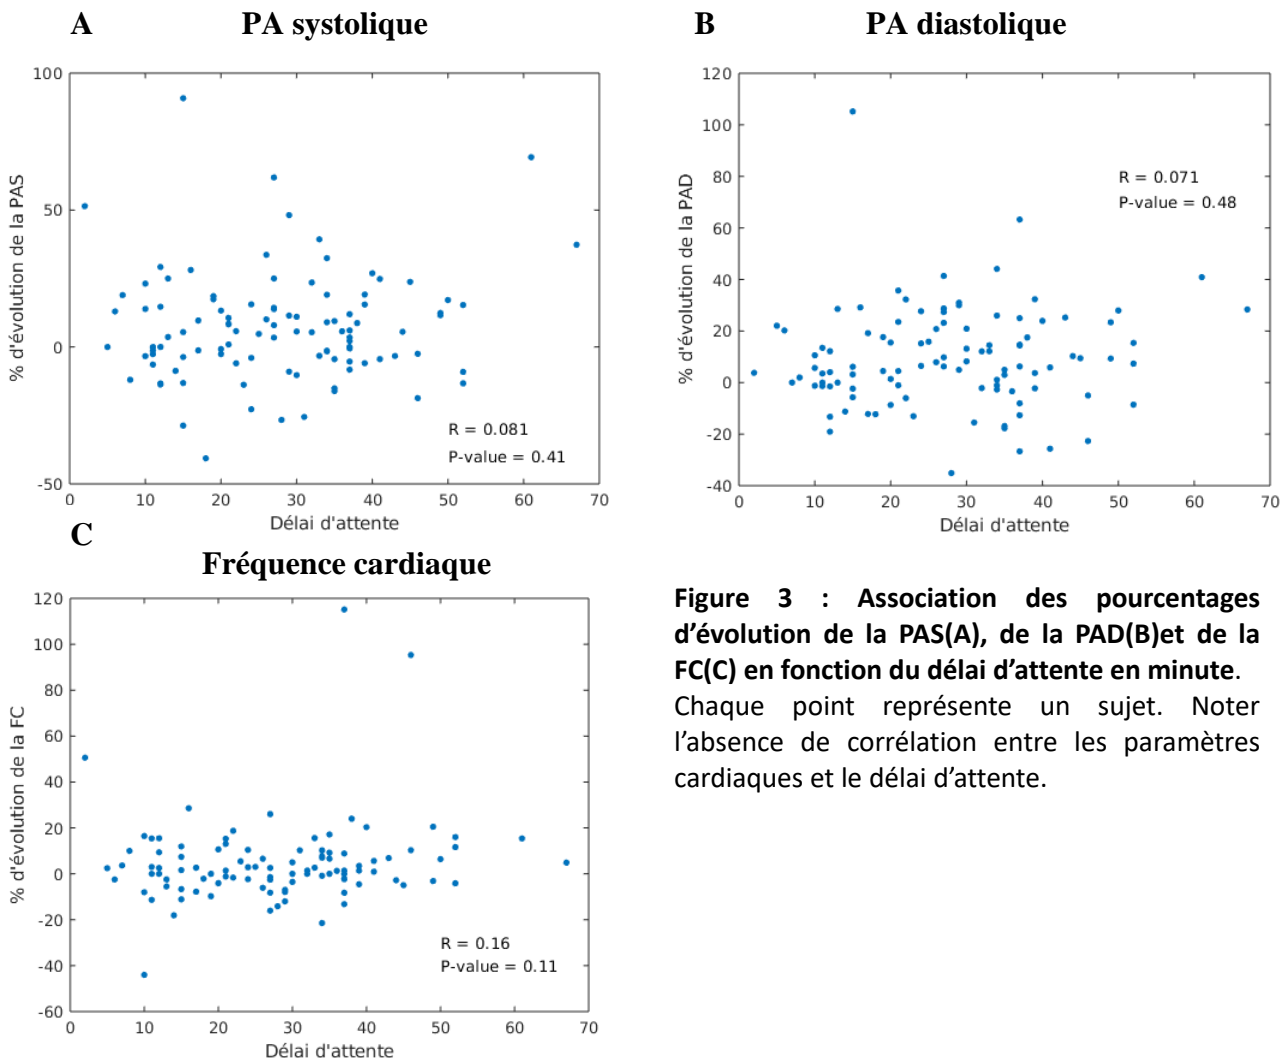 A PA systolique
100
50
0
-50
0 10 20 30 40 50 60 70
% d'évolution de la PAS
R = 0.081
P-value = 0.41
Délai d'attente
B PA diastolique
120
100
80
60
40
20
0
-20
-40
0 10 20 30 40 50 60 70
% d'évolution de la PAD
R = 0.071
P-value = 0.48
Délai d'attente
C
Fréquence cardiaque
120
100
80
60
40
20
0
-20
-40
-60
0 10 20 30 40 50 60 70
% d'évolution de la FC
R = 0.16
P-value = 0.11
Délai d'attente
Figure 3 : Association des pourcentages
d’évolution de la PAS(A), de la PAD(B)et de la
FC(C) en fonction du délai d’attente en minute.
Chaque point représente un sujet. Noter
l’absence de corrélation entre les paramètres
cardiaques et le délai d’attente.